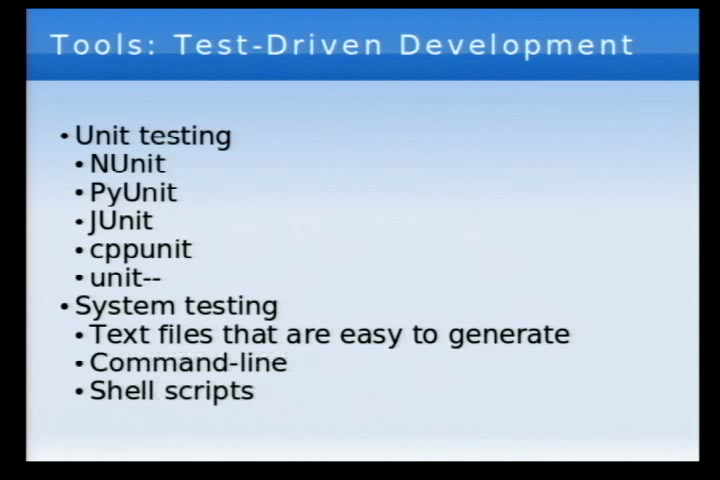 Tools: Test-Driven Development
• Unit testing
• NUnit
• PyUnit
• JUnit
• cppunit
• unit--
• System testing
• Text files that are easy to generate
• Command-line
• Shell scripts